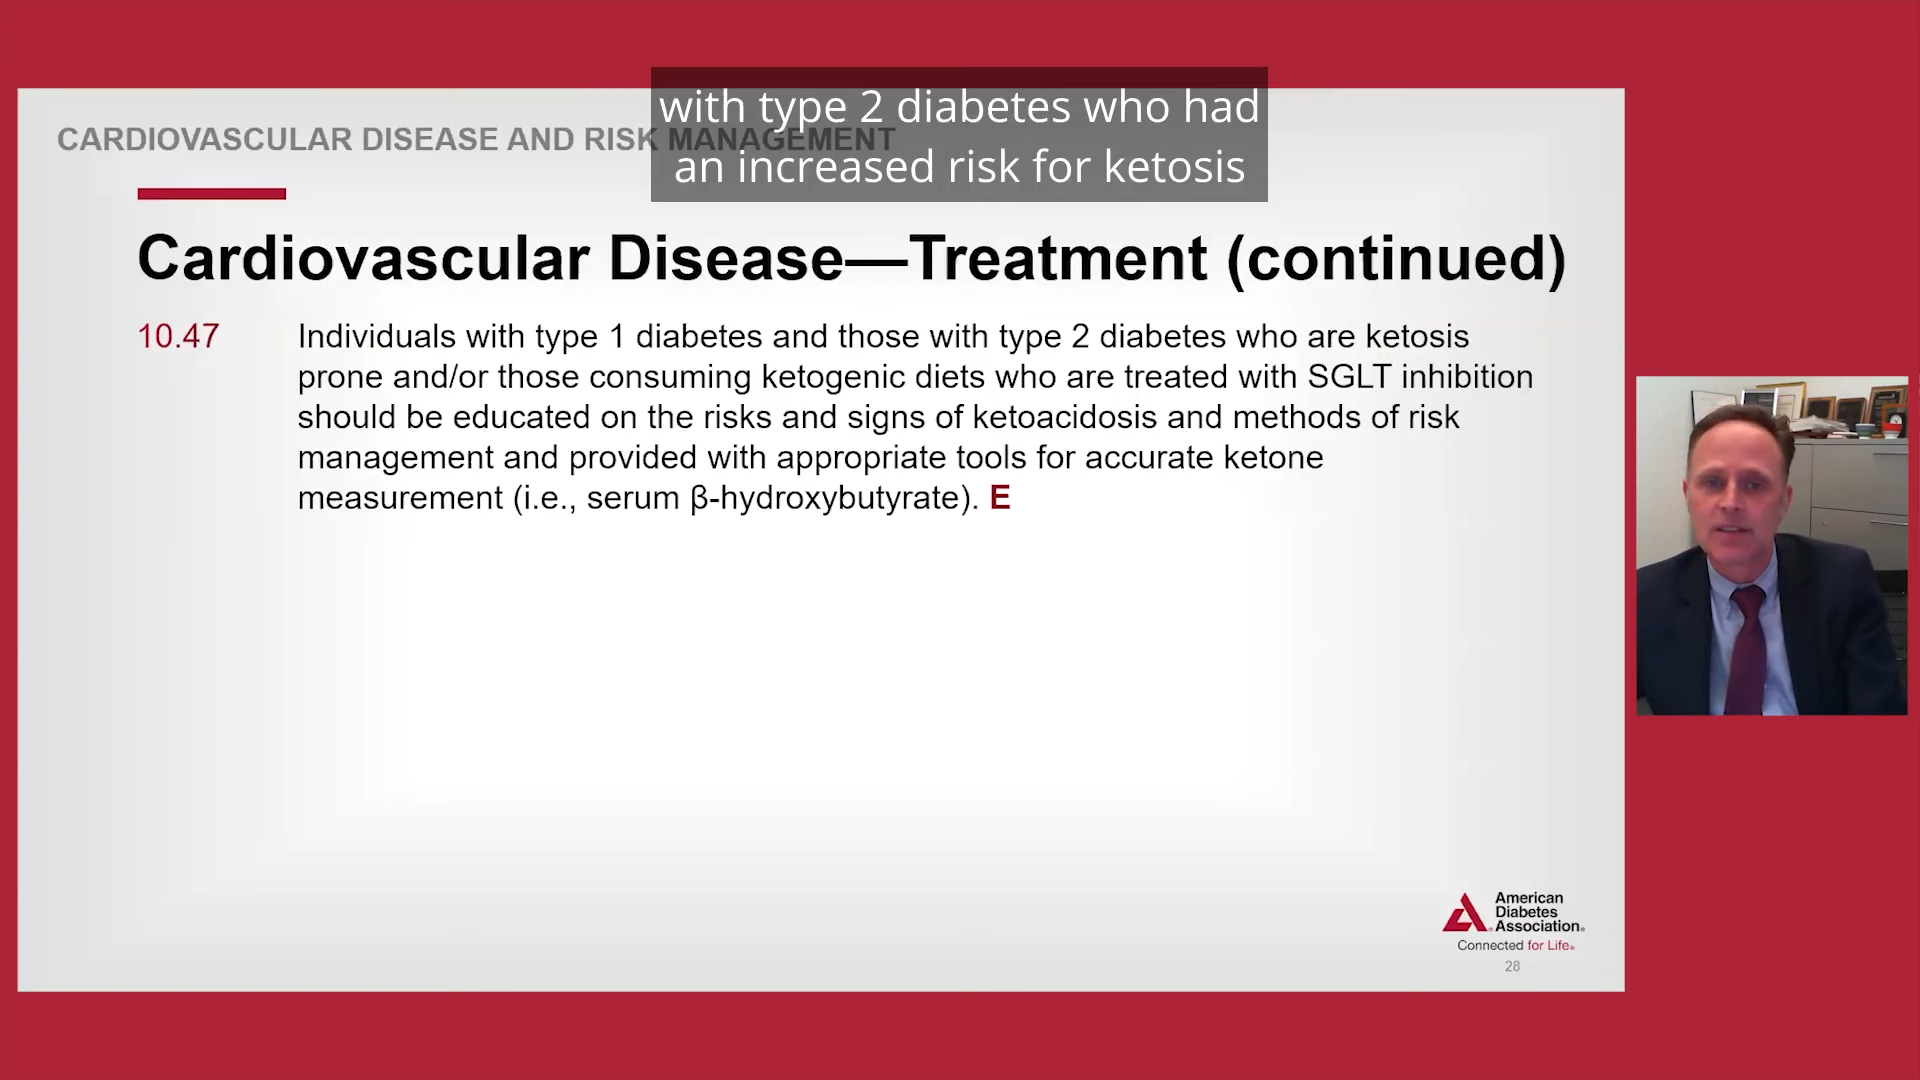 with type 2 diabetes who had
an increased risk for ketosis
CARDIOVASCULAR DISEASE AND RISK MANAGEMENT
Cardiovascular Disease—Treatment (continued)
10.47
Individuals with type 1 diabetes and those with type 2 diabetes who are ketosis
prone and/or those consuming ketogenic diets who are treated with SGLT inhibition
should be educated on the risks and signs of ketoacidosis and methods of risk
management and provided with appropriate tools for accurate ketone
measurement (i.e., serum β-hydroxybutyrate). E
American
Diabetes
Association®
Connected for Life®
28